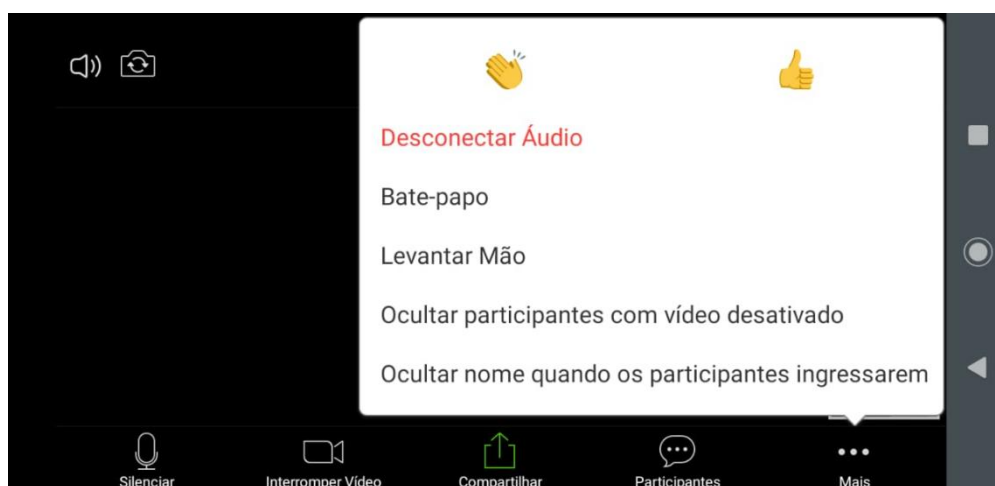 Desconectar Áudio
Bate-papo
Levantar Mão
Ocultar participantes com vídeo desativado
Ocultar nome quando os participantes ingressarem
Silenciar
Interromper Vídeo
Compartilhar
Participantes
Mais